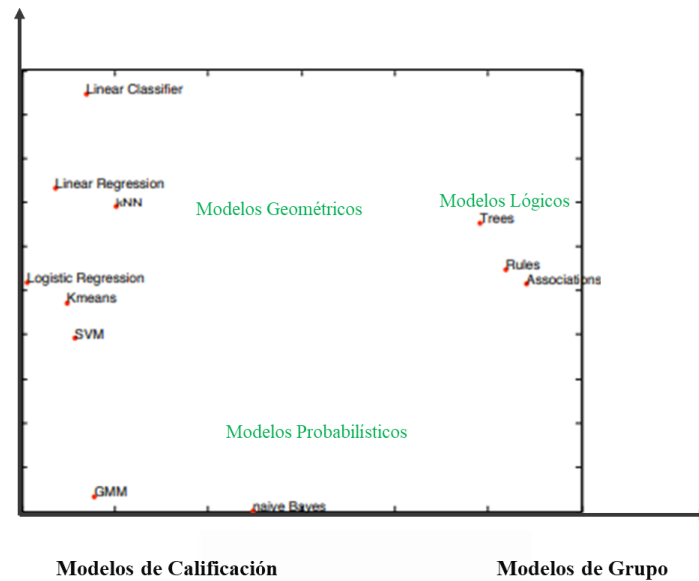 Linear Classifier
Linear Regression
kNN
Modelos Geométricos
Modelos Lógicos
Trees
Rules
Associations
Logistic Regression
Kmeans
SVM
Modelos Probabilísticos
GMM
naive Bayes
Modelos de Calificación
Modelos de Grupo